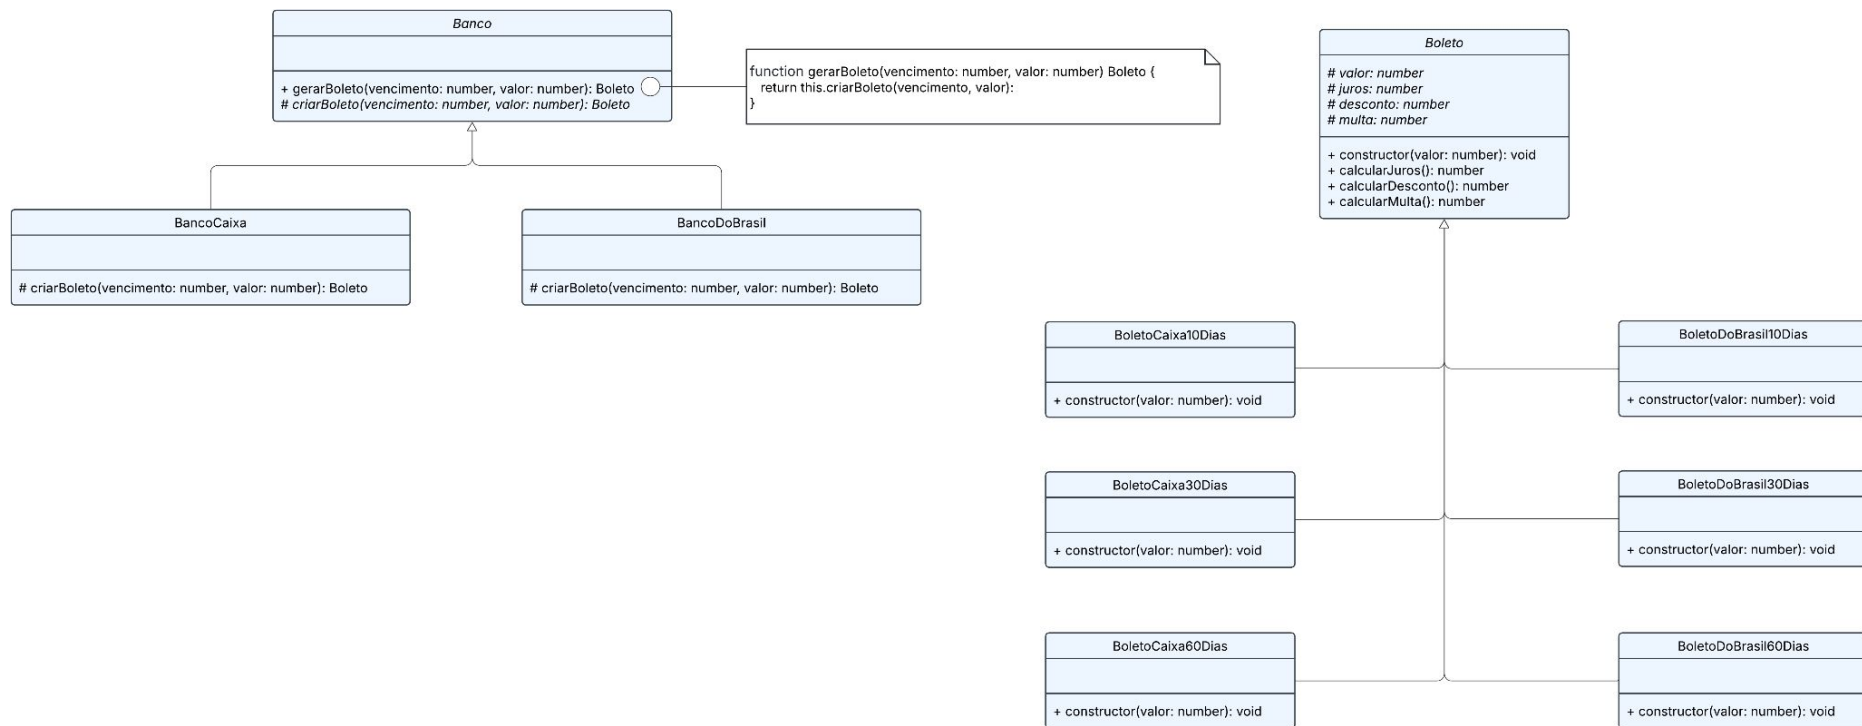 Banco
+ gerarBoleto(vencimento: number, valor: number): Boleto
# criarBoleto(vencimento: number, valor: number): Boleto
function gerarBoleto(vencimento: number, valor: number) Boleto {
return this.criarBoleto(vencimento, valor):
}
BancoCaixa
# criarBoleto(vencimento: number, valor: number): Boleto
BancoDoBrasil
# criarBoleto(vencimento: number, valor: number): Boleto
Boleto
# valor: number
# juros: number
# desconto: number
# multa: number
+ constructor(valor: number): void
+ calcularJuros(): number
+ calcularDesconto(): number
+ calcularMulta(): number
BoletoCaixa10Dias
+ constructor(valor: number): void
BoletoDoBrasil10Dias
+ constructor(valor: number): void
BoletoCaixa30Dias
+ constructor(valor: number): void
BoletoDoBrasil30Dias
+ constructor(valor: number): void
BoletoCaixa60Dias
+ constructor(valor: number): void
BoletoDoBrasil60Dias
+ constructor(valor: number): void